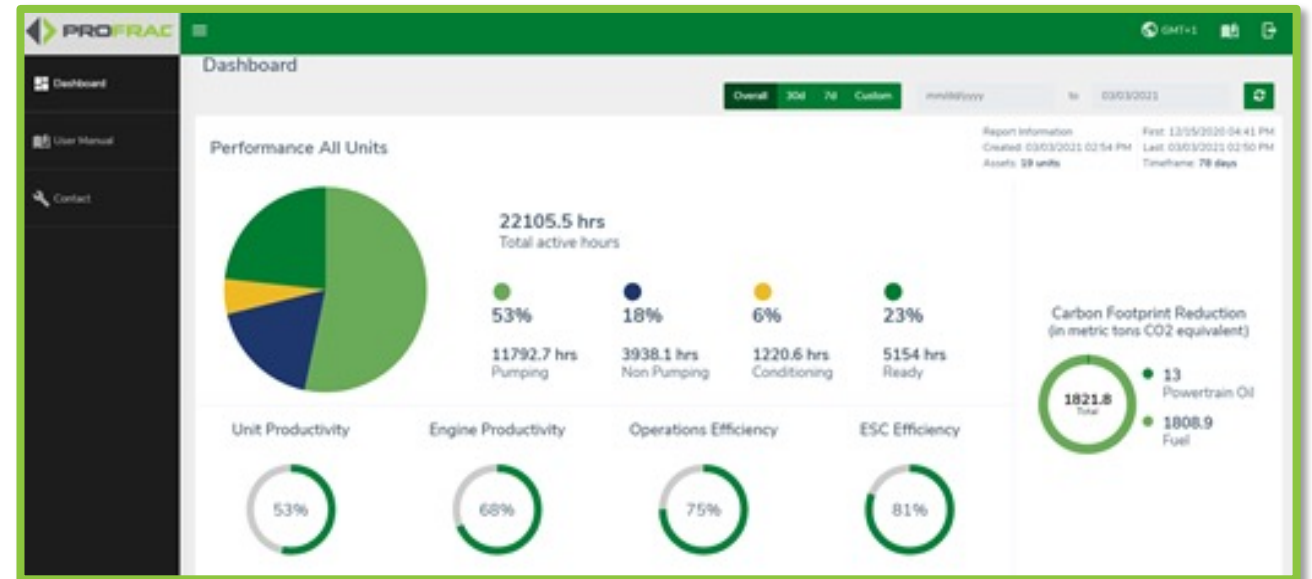 PROFRAC
GMT+1
Dashboard
User Manual
Contact
Dashboard
Overall 30d 7d Custom mm/dd/yyyy to 03/03/2021
Performance All Units
Report Information
Created: 03/03/2021 02:54 PM
Assets: 19 units
First: 12/15/2020 04:41 PM
Last: 03/03/2021 02:50 PM
Timeframe: 78 days
22105.5 hrs
Total active hours
53%
11792.7 hrs
Pumping
18%
3938.1 hrs
Non Pumping
6%
1220.6 hrs
Conditioning
23%
5154 hrs
Ready
Carbon Footprint Reduction
(in metric tons CO2 equivalent)
1821.8
Total
13
Powertrain Oil
1808.9
Fuel
Unit Productivity
53%
Engine Productivity
68%
Operations Efficiency
75%
ESC Efficiency
81%